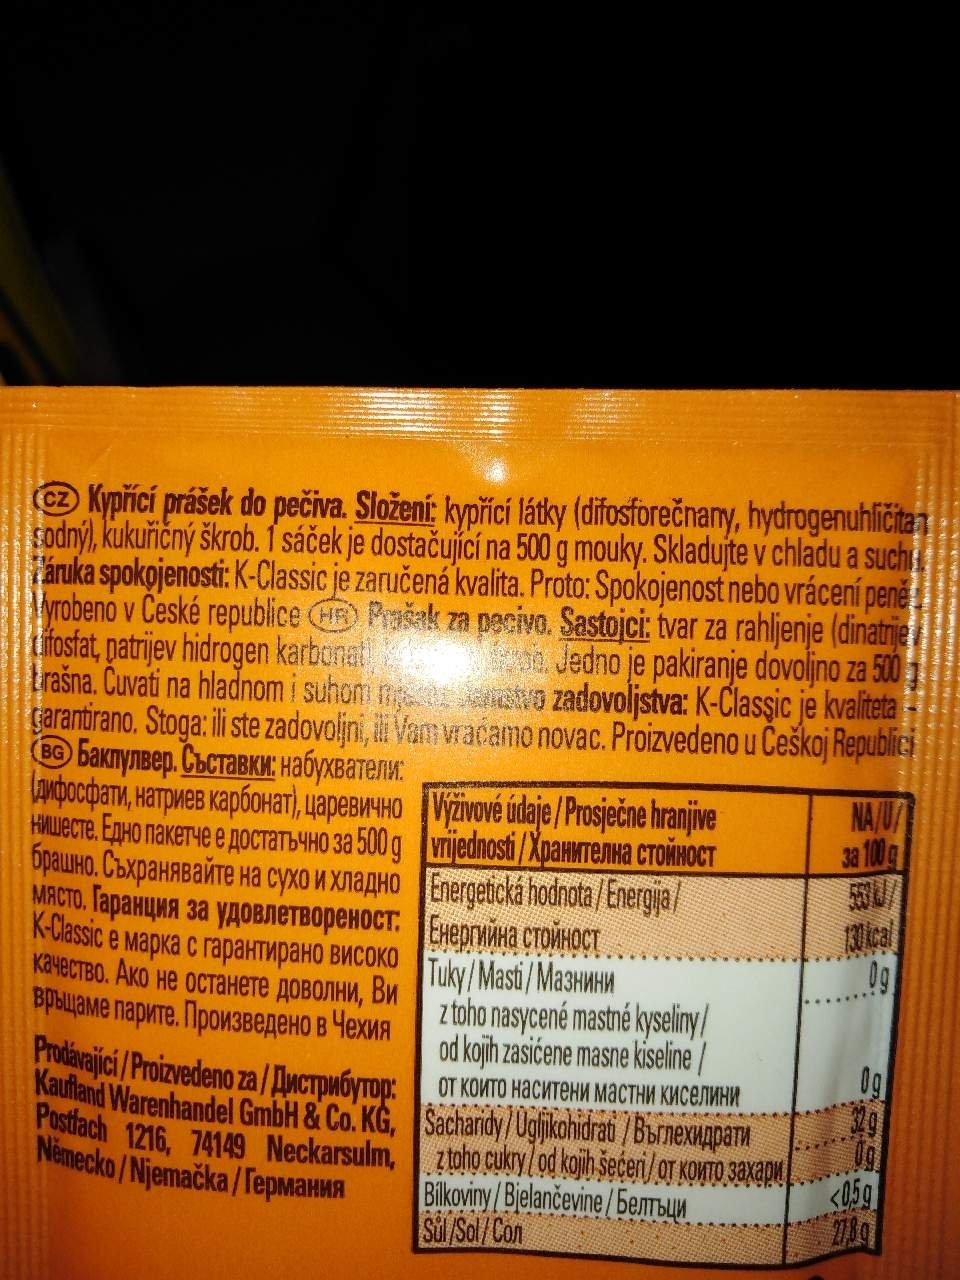 CZ Kypřící prášek do pečiva. Složení: kypřící látky (difosforečnany, hydrogenuhličitan
sodný), kukuřičný škrob. 1 sáček je dostačující na 500 g mouky. Skladujte v chladu a suchu.
Záruka spokojenosti: K-Classic je zaručená kvalita. Proto: Spokojenost nebo vrácení peněz.
Vyrobeno v České republice HR Prašak za pecivo. Sastojci: tvar za rahljenje (dinatrijev
difosfat, natrijev hidrogen karbonat), škrob. Jedno je pakiranje dovoljno za 500 g
brašna. Čuvati na hladnom i suhom zadovoljstva: K-Classic je kvaliteta -
garantirano. Stoga: ili ste zadovoljni, ili Vam vraćamo novac. Proizvedeno u Češkoj Republici
BG Бакпулвер. Съставки: набухватели:
(дифосфати, натриев карбонат), царевично
нишесте. Едно пакетче е достатъчно за 500 g
брашно. Съхранявайте на сухо и хладно
място. Гаранция за удовлетвореност:
K-Classic е марка с гарантирано високо
качество. Ако не останете доволни, Ви
връщаме парите. Произведено в Чехия
Prodávající / Proizvedeno za / Дистрибутор:
Kaufland Warenhandel GmbH & Co. KG,
Postfach 1216, 74149 Neckarsulm,
Německo / Njemačka / Германия
Výživové údaje / Prosječne hranjive NA/U/
vrijednosti / Хранителна стойност за 100 g
Energetická hodnota / Energija / 553 kJ/
Енергийна стойност 130 kcal
Tuky / Masti / Мазнини 0 g
z toho nasycené mastné kyseliny /
od kojih zasićene masne kiseline /
от които наситени мастни киселини 0 g
Sacharidy / Ugljikohidrati / Въглехидрати 32 g
z toho cukry / od kojih šećeri / от които захари 0 g
Bílkoviny / Bjelančevine / Белтъци <0,5 g
Sůl / Sol / Сол 27,8 g